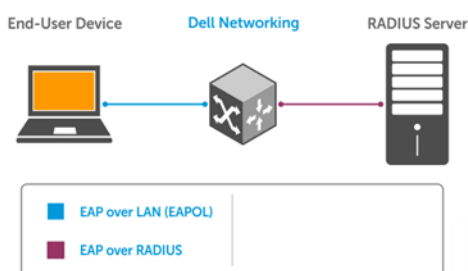 End-User Device Dell Networking RADIUS Server
EAP over LAN (EAPOL)
EAP over RADIUS